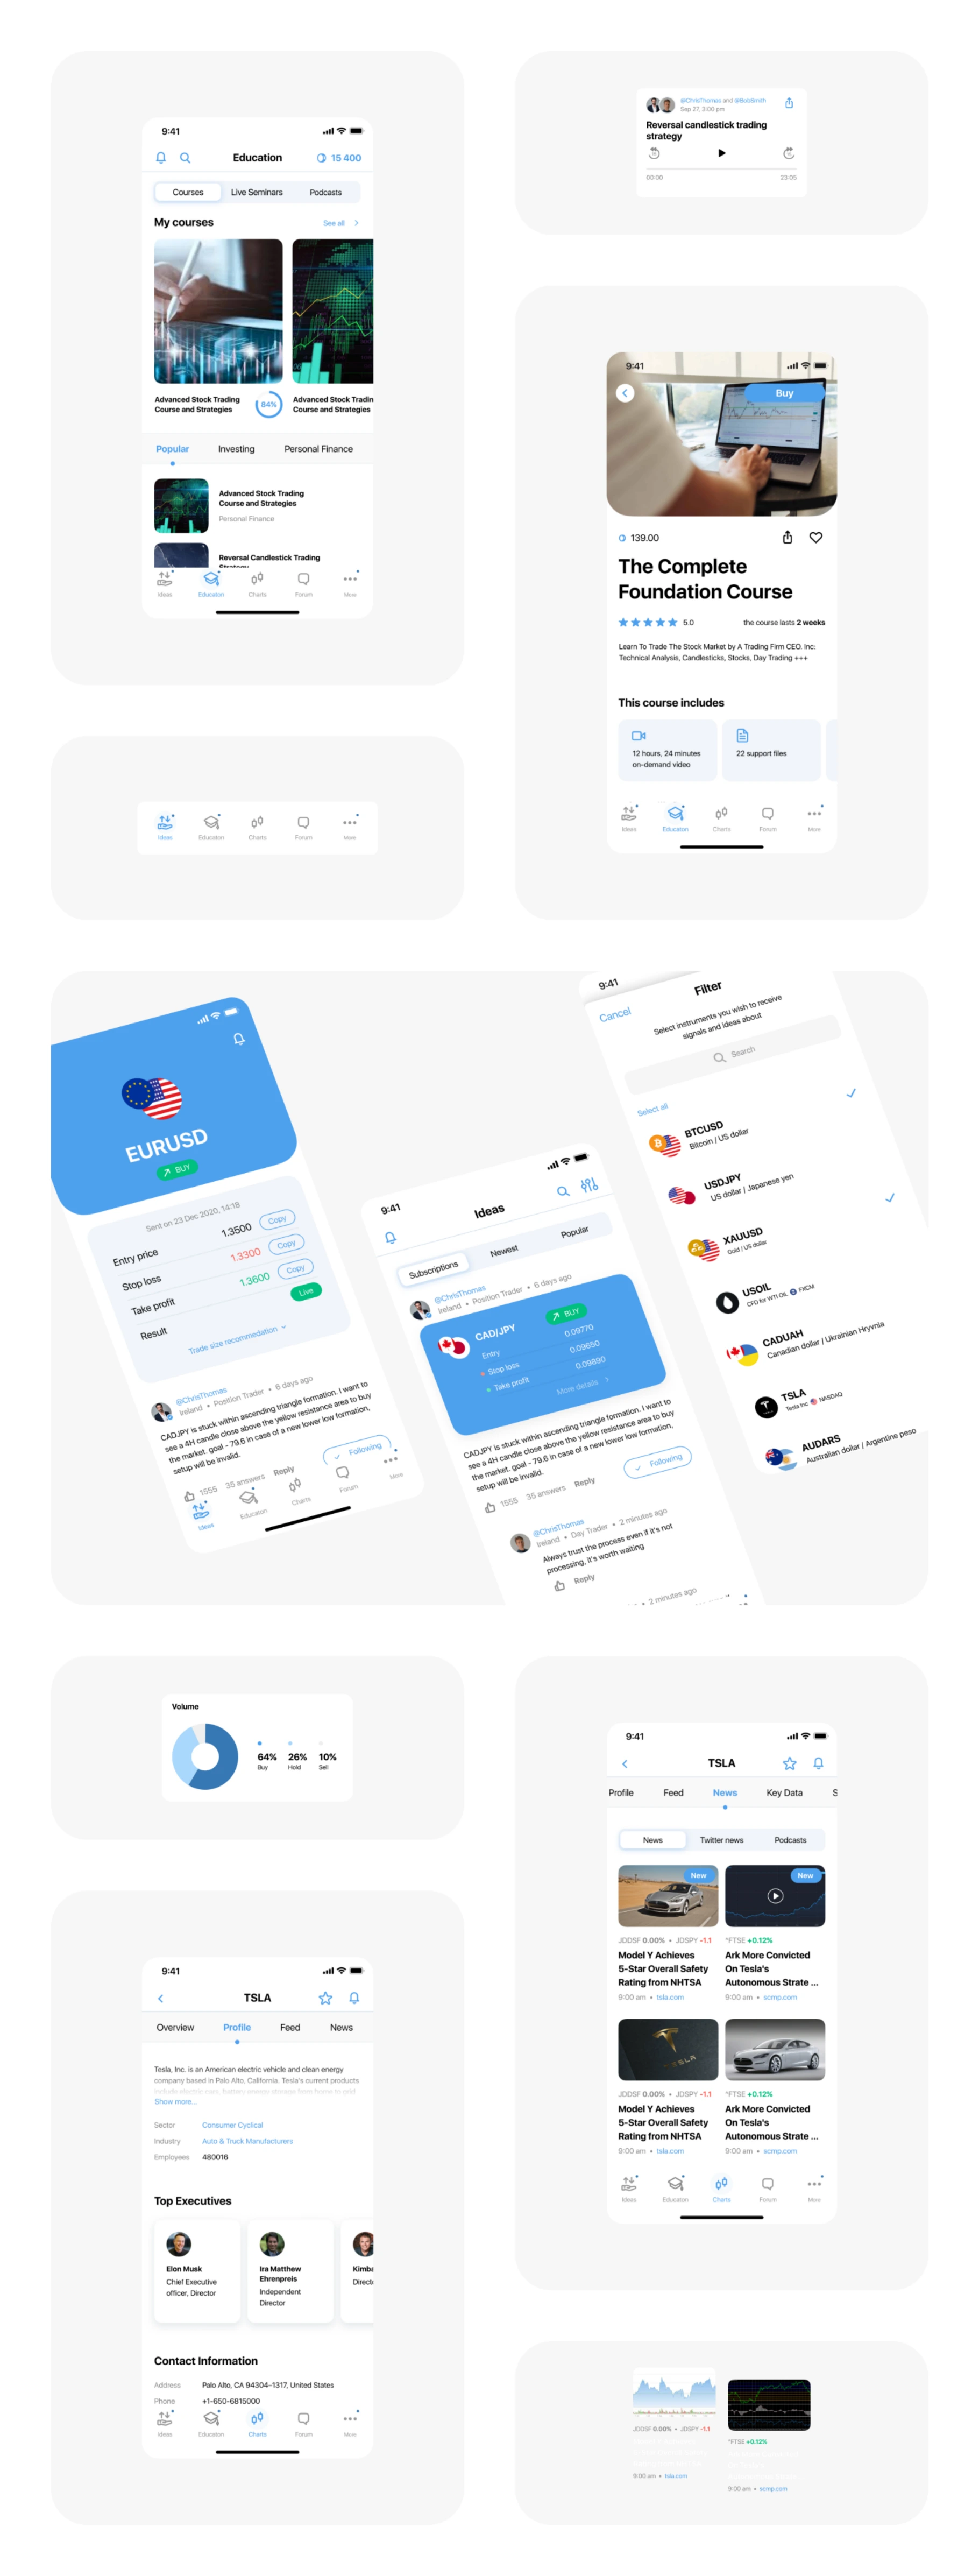 9:41
Education
15 400
Courses
Live Seminars
Podcasts
My courses
See all
Advanced Stock Trading
Course and Strategies
84%
Advanced Stock Tradin
Course and Strategies
Popular
Investing
Personal Finance
Advanced Stock Trading
Course and Strategies
Personal Finance
Reversal Candlestick Trading
Strategy
Ideas
Educaton
Charts
Forum
More
@ChrisThomas and @BobSmith
Sep 27, 3:00 pm
Reversal candlestick trading
strategy
00:00
23:05
9:41
Buy
139.00
The Complete
Foundation Course
5.0
the course lasts 2 weeks
Learn To Trade The Stock Market by A Trading Firm CEO. Inc:
Technical Analysis, Candlesticks, Stocks, Day Trading +++
This course includes
12 hours, 24 minutes
on-demand video
22 support files
Ideas
Educaton
Charts
Forum
More
Ideas
Educaton
Charts
Forum
More
EURUSD
BUY
Sent on 23 Dec 2020, 14:18
Entry price
1.3500
Copy
Stop loss
1.3300
Copy
Take profit
1.3600
Copy
Result
Live
Trade size recommedation
@ChrisThomas
Ireland • Position Trader • 6 days ago
CADJPY is stuck within ascending triangle formation. I want to
see a 4H candle close above the yellow resistance area to buy
the market. goal - 79.6 in case of a new lower low formation,
setup will be invalid.
1555
35 answers
Reply
Following
Ideas
Educaton
Charts
Forum
More
9:41
Ideas
Subscriptions
Newest
Popular
@ChrisThomas
Ireland • Position Trader • 6 days ago
CAD/JPY
BUY
Entry
0.09770
Stop loss
0.09650
Take profit
0.09890
More details
CADJPY is stuck within ascending triangle formation. I want to
see a 4H candle close above the yellow resistance area to buy
the market. goal - 79.6 in case of a new lower low formation,
setup will be invalid.
1555
35 answers
Reply
Following
@ChrisThomas
Ireland • Day Trader • 2 minutes ago
Always trust the process even if it's not
processing, it's worth waiting
Reply
• 2 minutes ago
9:41
Cancel
Filter
Select instruments you wish to receive
signals and ideas about
Search
Select all
BTCUSD
Bitcoin / US dollar
USDJPY
US dollar / Japanese yen
XAUUSD
Gold / US dollar
USOIL
CFD for WTI OIL
FXCM
CADUAH
Canadian dollar / Ukrainian Hryvnia
TSLA
Tesla Inc
NASDAQ
AUDARS
Australian dollar / Argentine peso
Volume
64%
26%
10%
Buy
Hold
Sell
9:41
TSLA
Profile
Feed
News
Key Data
S
News
Twitter news
Podcasts
New
New
JDDSF 0.00% • JDSPY -1.1
^FTSE +0.12%
Model Y Achieves
5-Star Overall Safety
Rating from NHTSA
Ark More Convicted
On Tesla's
Autonomous Strate ...
9:00 am • tsla.com
9:00 am • scmp.com
TESLA
JDDSF 0.00% • JDSPY -1.1
^FTSE +0.12%
Model Y Achieves
5-Star Overall Safety
Rating from NHTSA
Ark More Convicted
On Tesla's
Autonomous Strate ...
9:00 am • tsla.com
9:00 am • scmp.com
Ideas
Educaton
Charts
Forum
More
9:41
TSLA
Overview
Profile
Feed
News
Tesla, Inc. is an American electric vehicle and clean energy
company based in Palo Alto, California. Tesla's current products
include electric cars, battery energy storage from home to grid
Show more...
Sector
Consumer Cyclical
Industry
Auto & Truck Manufacturers
Employees
480016
Top Executives
Elon Musk
Chief Executive
officer, Director
Ira Matthew
Ehrenpreis
Independent
Director
Kimba
Directo
Contact Information
Address
Palo Alto, CA 94304–1317, United States
Phone
+1-650-6815000
Ideas
Educaton
Charts
Forum
More
JDDSF 0.00% • JDSPY -1.1
9:00 am • tsla.com
^FTSE +0.12%
9:00 am • scmp.com